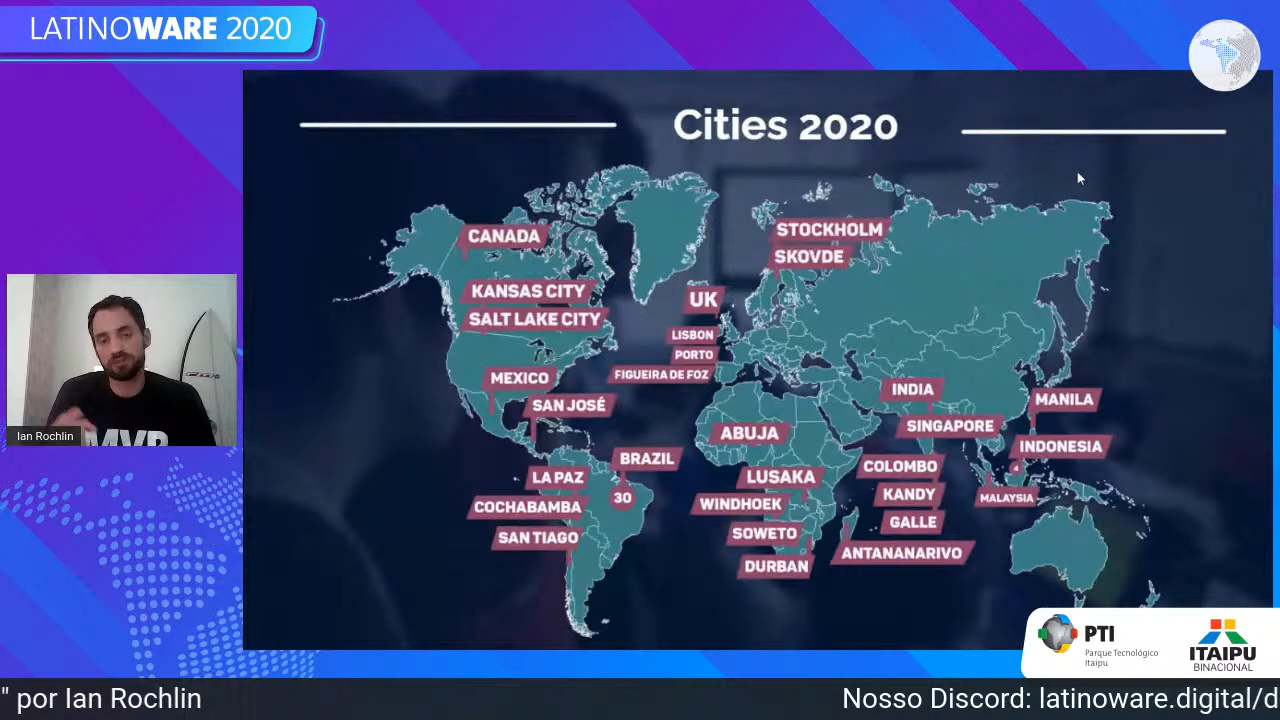 LATINOWARE 2020
Cities 2020
CANADA
STOCKHOLM
SKOVDE
KANSAS CITY
SALT LAKE CITY
UK
LISBON
PORTO
FIGUEIRA DE FOZ
MEXICO
SAN JOSÉ
INDIA
MANILA
SINGAPORE
ABUJA
INDONESIA
4
BRAZIL
30
COLOMBO
LA PAZ
LUSAKA
KANDY
MALAYSIA
COCHABAMBA
WINDHOEK
GALLE
SAN TIAGO
SOWETO
ANTANANARIVO
DURBAN
MVP
Ian Rochlin
PTI
Parque Tecnológico
Itaipu
ITAIPU
BINACIONAL
" por Ian Rochlin
Nosso Discord: latinoware.digital/d